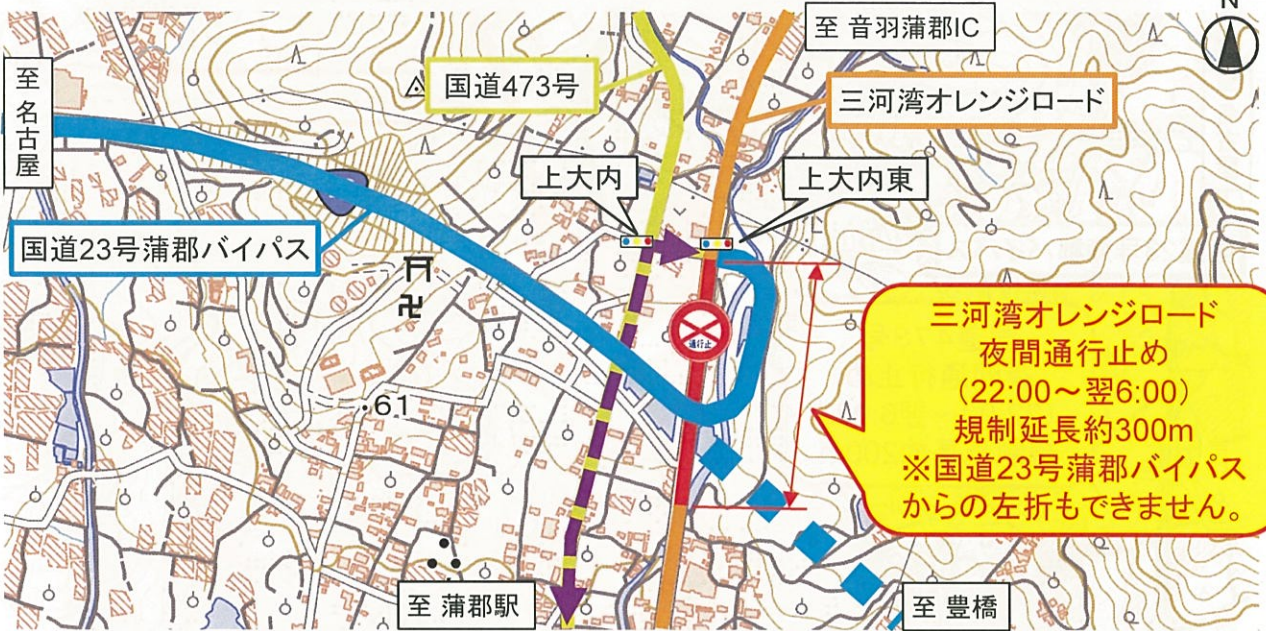 N
至 音羽蒲郡IC
至 名古屋
国道473号
三河湾オレンジロード
上大内
上大内東
国道23号蒲郡バイパス
通行止
三河湾オレンジロード
夜間通行止め
(22:00～翌6:00)
規制延長約300m
※国道23号蒲郡バイパス
からの左折もできません。
61
至 蒲郡駅
至 豊橋